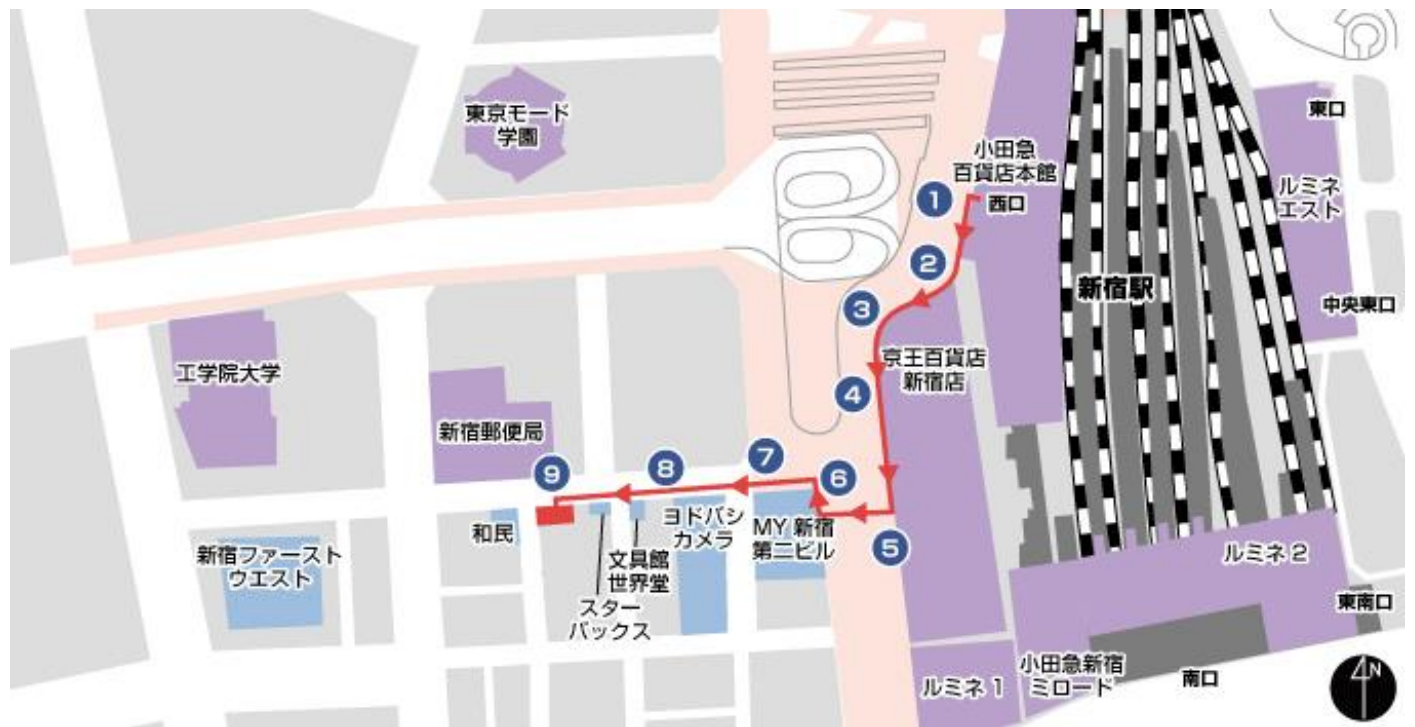 東京モード
学園
小田急
百貨店本館
西口
東口
ルミネ
エスト
新宿駅
中央東口
1
2
3
4
5
6
7
8
9
京王百貨店
新宿店
工学院大学
新宿郵便局
和民
新宿ファースト
ウエスト
スター
バックス
文具館
世界堂
ヨドバシ
カメラ
MY 新宿
第二ビル
ルミネ 2
東南口
ルミネ 1
小田急新宿
ミロード
南口
N